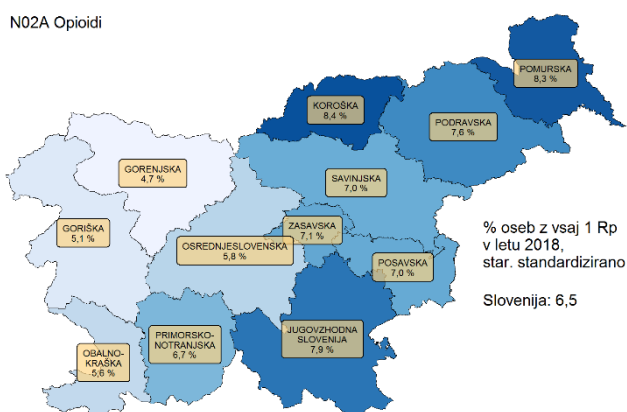 N02A Opioidi
POMURSKA
8,3 %
KOROŠKA
8,4 %
PODRAVSKA
7,6 %
GORENJSKA
4,7 %
SAVINJSKA
7,0 %
GORIŠKA
5,1 %
ZASAVSKA
7,1 %
OSREDNJESLOVENSKA
5,8 %
POSAVSKA
7,0 %
% oseb z vsaj 1 Rp
v letu 2018,
star. standardizirano
Slovenija: 6,5
PRIMORSKO-
NOTRANJSKA
6,7 %
JUGOVZHODNA
SLOVENIJA
7,9 %
OBALNO-
KRAŠKA
5,6 %